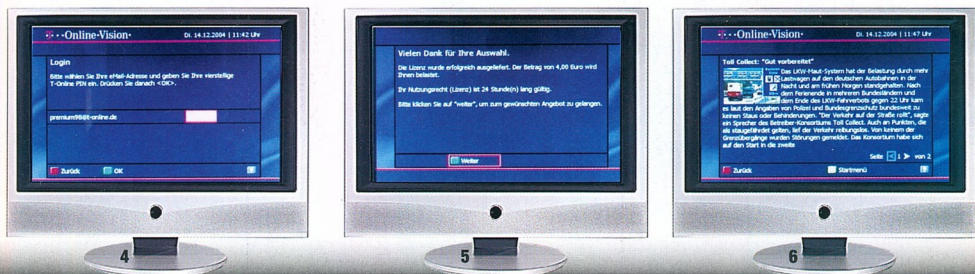 T··Online-Vision· Di. 14.12.2004 | 11:42 Uhr
Login
Bitte wählen Sie Ihre eMail-Adresse und geben Sie Ihre vierstellige
T-Online PIN ein. Drücken Sie danach <OK>.
premium98@t-online.de
Zurück OK
4
Vielen Dank für Ihre Auswahl.
Die Lizenz wurde erfolgreich ausgeliefert. Der Betrag von 4,00 Euro wird
Ihnen belastet.
Ihr Nutzungsrecht (Lizenz) ist 24 Stunde(n) lang gültig.
Bitte klicken Sie auf "weiter", um zum gewünschten Angebot zu gelangen.
Weiter
5
T··Online-Vision· Di. 14.12.2004 | 11:47 Uhr
Toll Collect: "Gut vorbereitet"
Das LKW-Maut-System hat der Belastung durch mehr
Lastwagen auf den deutschen Autobahnen in der
Nacht und am frühen Morgen standgehalten. Nach
dem Ferienende in mehreren Bundesländern und
dem Ende des LKW-Fahrverbots gegen 22 Uhr kam
es laut den Angaben von Polizei und Bundesgrenzschutz bundesweit zu
keinen Staus oder Behinderungen. "Der Verkehr auf der Straße rollt", sagte
ein Sprecher des Betreiber-Konsortiums Toll Collect. Auch an Punkten, die
als staugefährdet gelten, lief der Verkehr reibungslos. Von keinem der
Grenzübergänge wurden Störungen gemeldet. Das Konsortium habe sich
auf den Start in die zweite
Seite < 1 > von 2
Zurück Startmenü
6